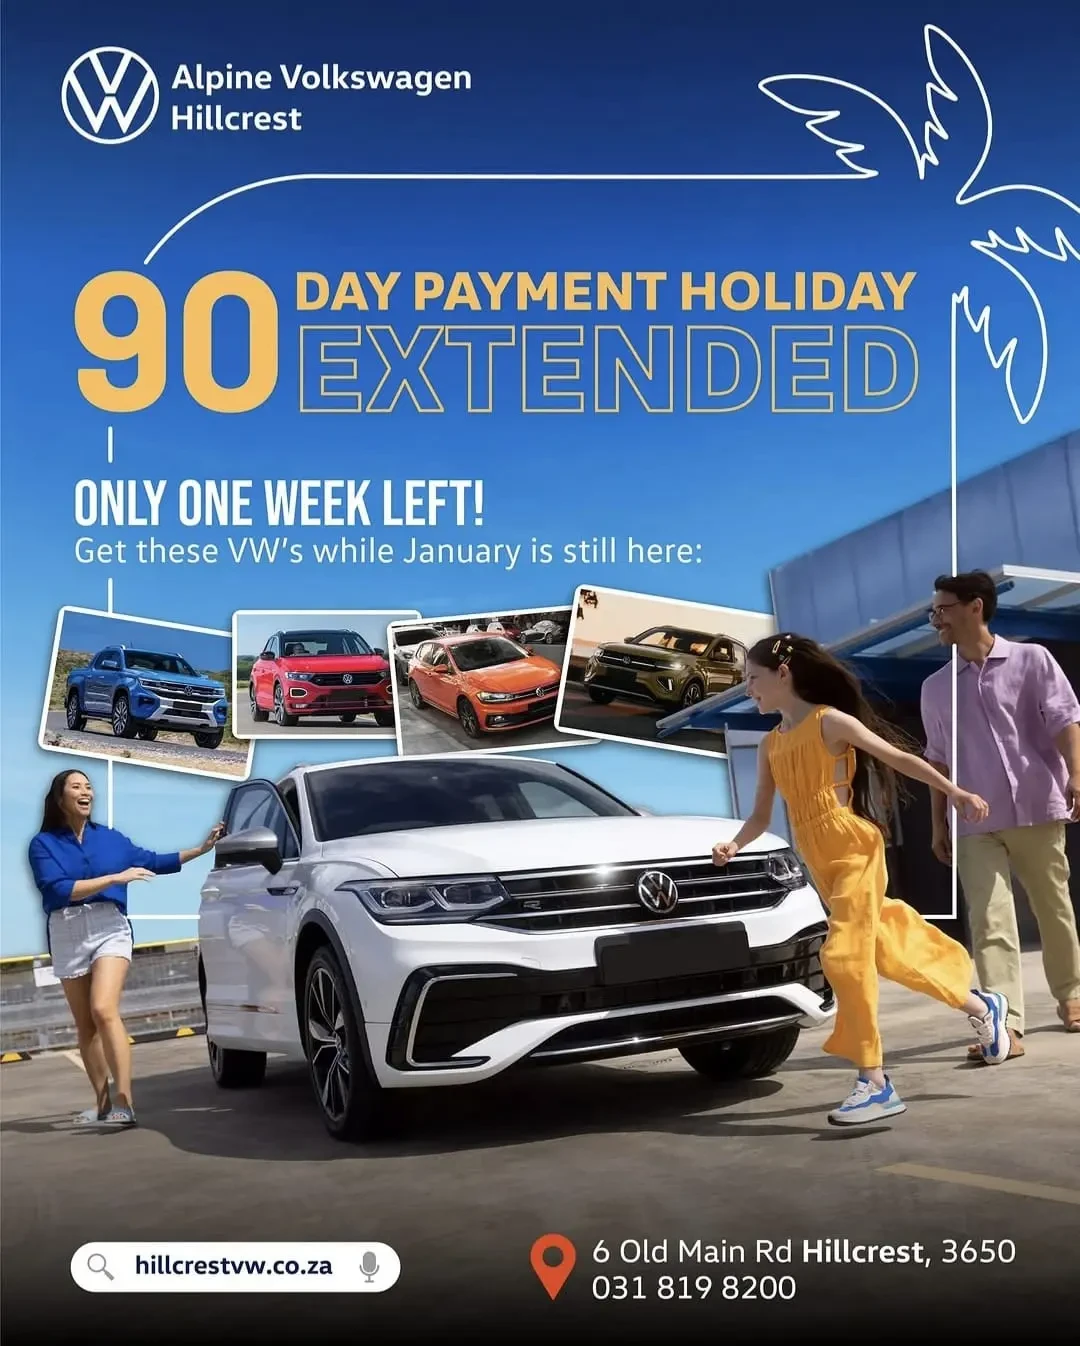 Alpine Volkswagen
Hillcrest
90 DAY PAYMENT HOLIDAY
EXTENDED
ONLY ONE WEEK LEFT!
Get these VW's while January is still here:
hillcrestvw.co.za
6 Old Main Rd Hillcrest, 3650
031 819 8200